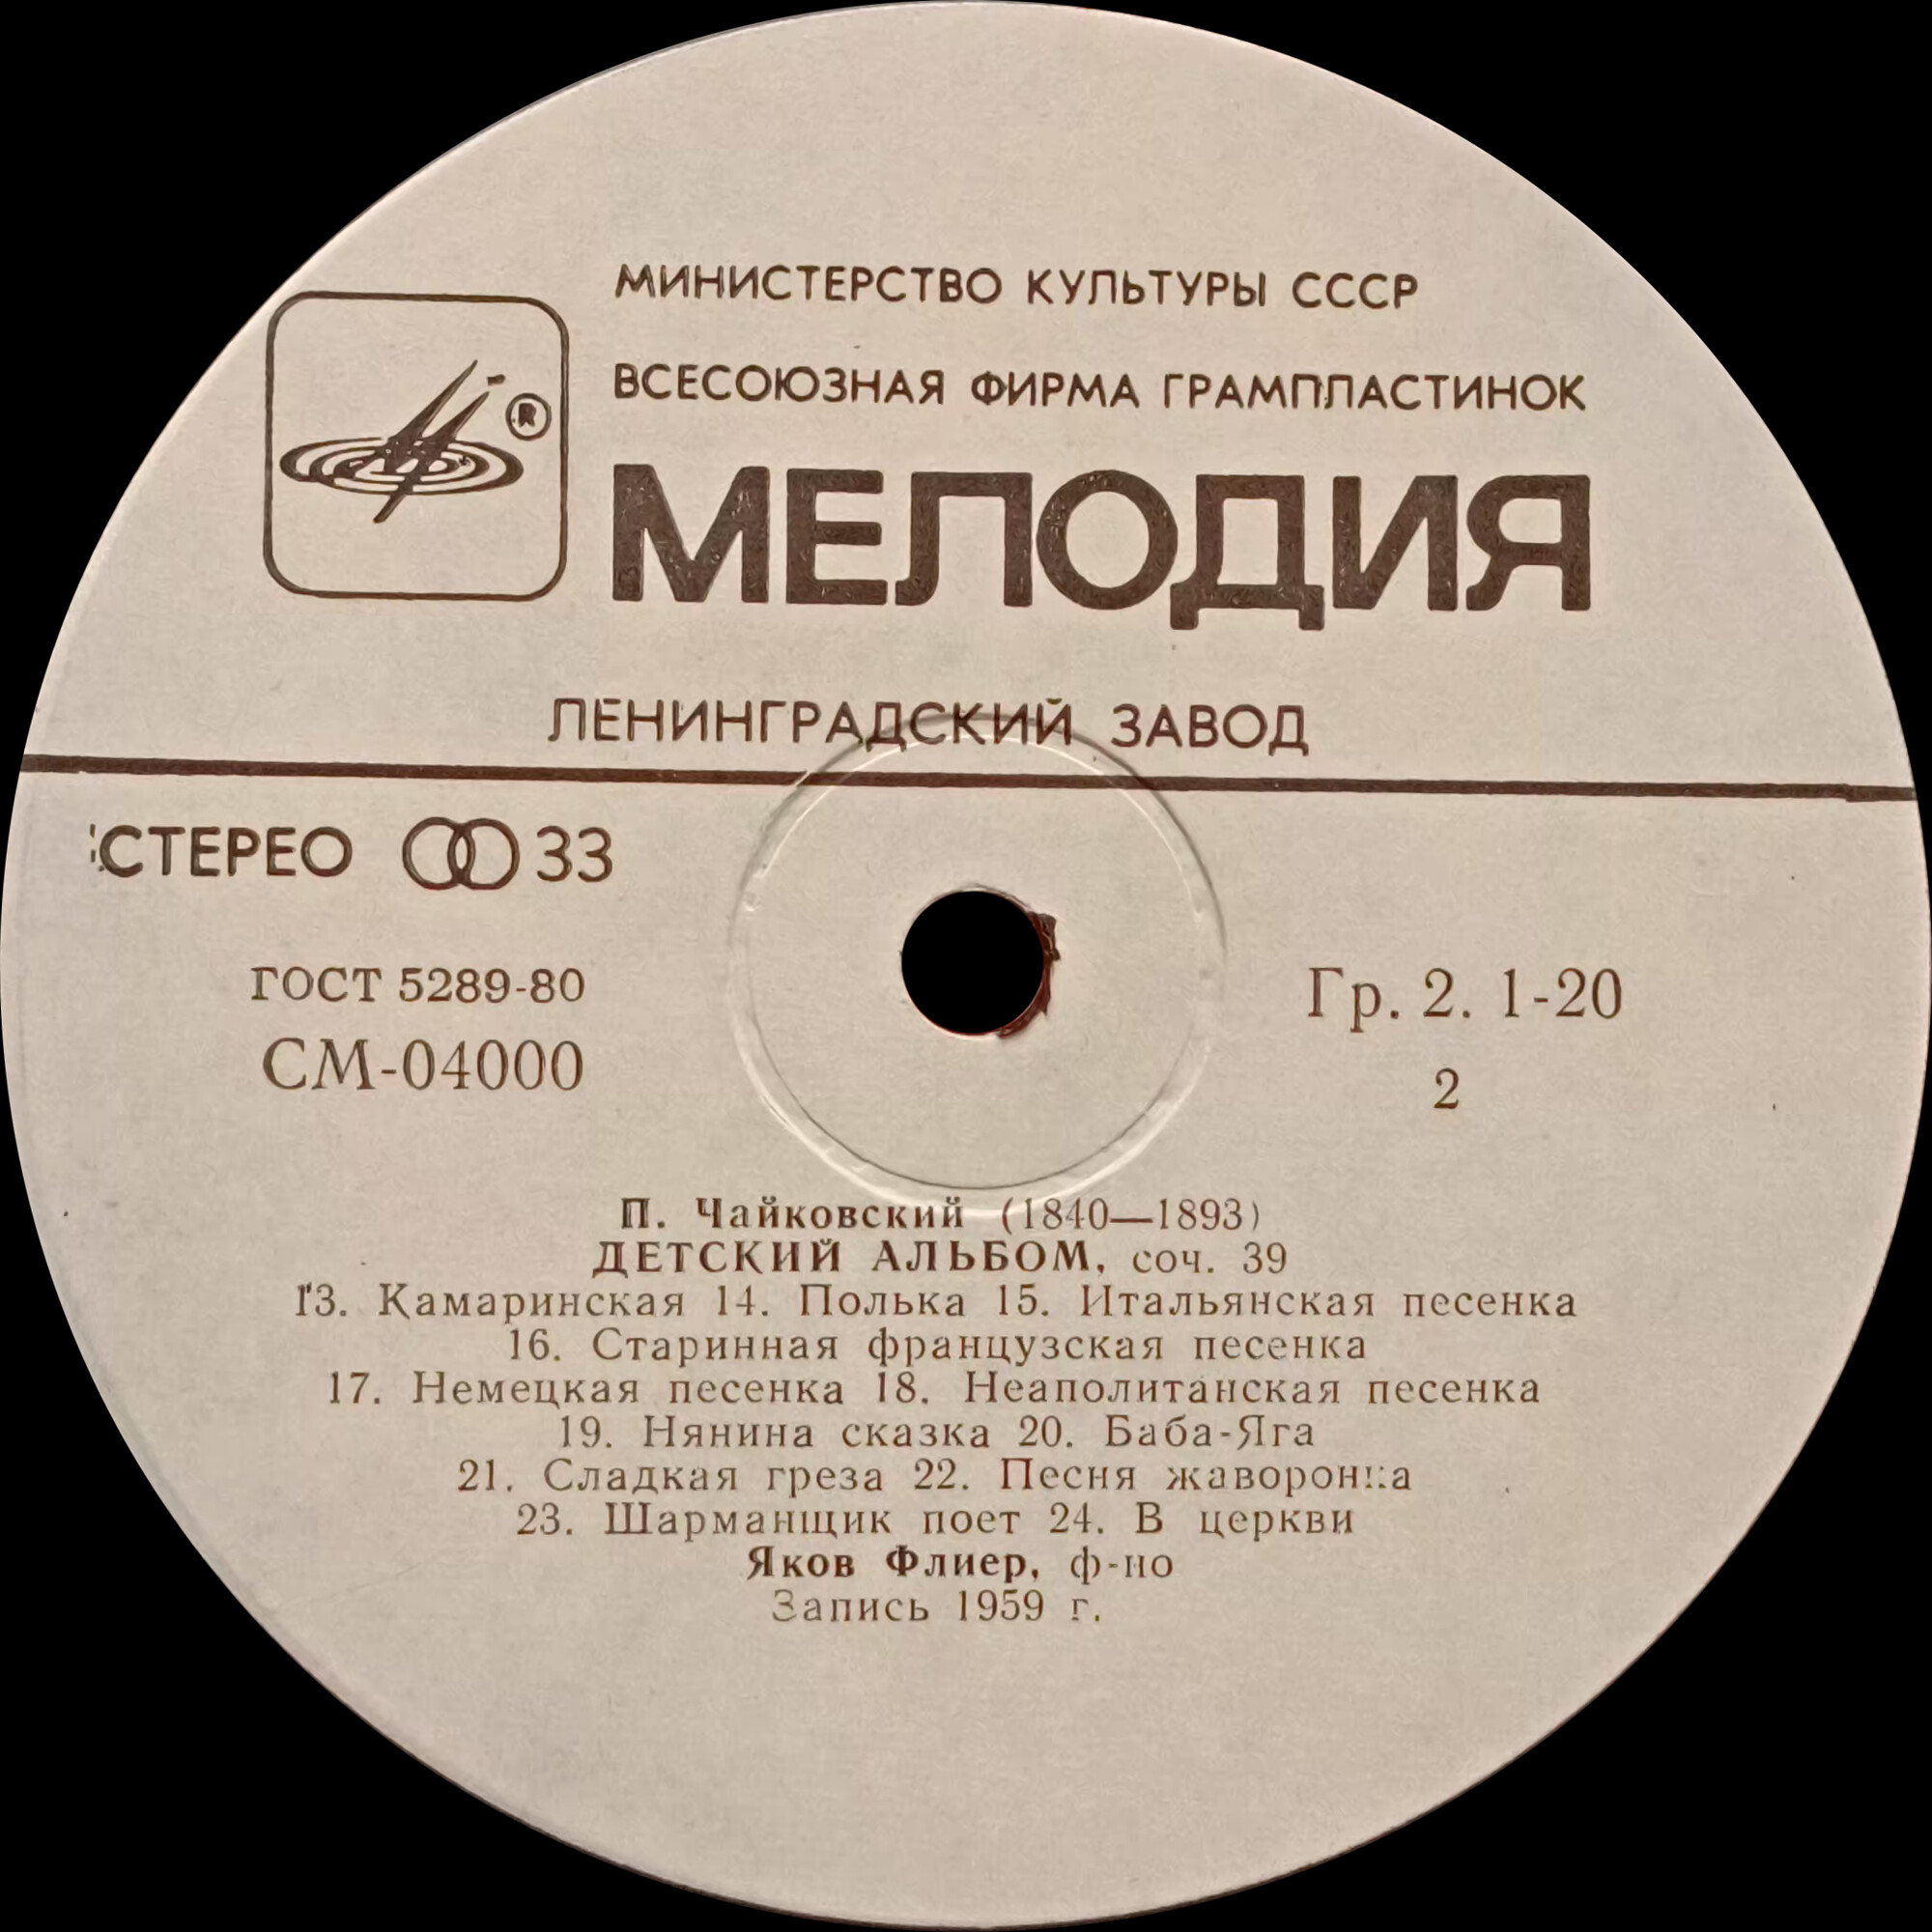 МИНИСТЕРСТВО КУЛЬТУРЫ СССР
ВСЕСОЮЗНАЯ ФИРМА ГРАМПЛАСТИНОК
®
МЕЛОДИЯ
ЛЕНИНГРАДСКИЙ ЗАВОД
СТЕРЕО 33
ГОСТ 5289-80
СМ-04000
Гр. 2. 1-20
2
П. Чайковский (1840—1893)
ДЕТСКИЙ АЛЬБОМ, соч. 39
13. Камаринская 14. Полька 15. Итальянская песенка
16. Старинная французская песенка
17. Немецкая песенка 18. Неаполитанская песенка
19. Нянина сказка 20. Баба-Яга
21. Сладкая греза 22. Песня жаворонка
23. Шарманщик поет 24. В церкви
Яков Флиер, ф-но
Запись 1959 г.